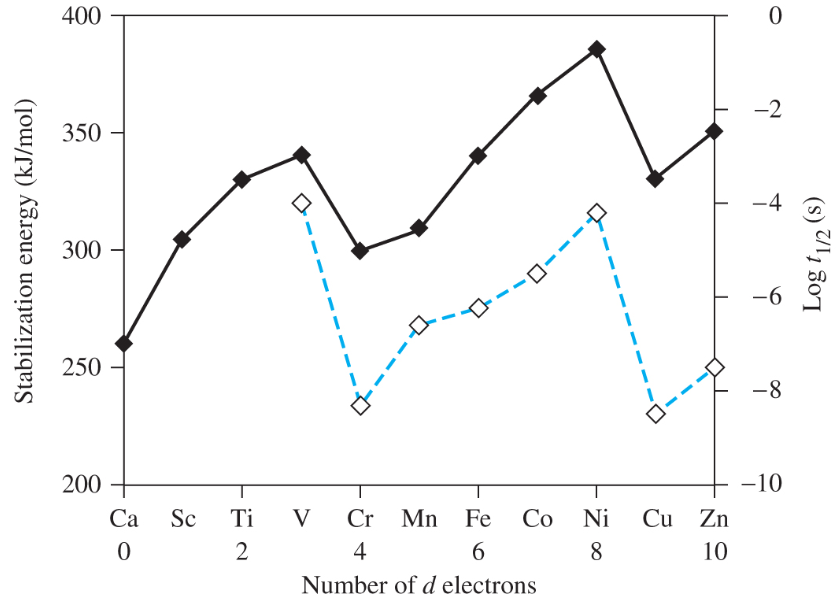 400
350
300
250
200
Stabilization energy (kJ/mol)
0
−2
−4
−6
−8
−10
Log t1/2 (s)
Ca Sc Ti V Cr Mn Fe Co Ni Cu Zn
0 2 4 6 8 10
Number of d electrons